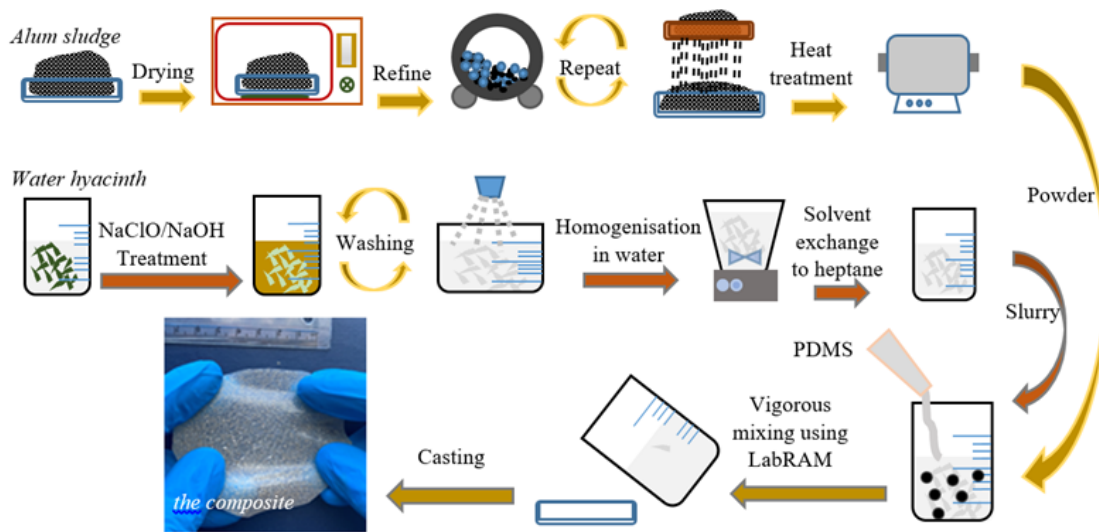 Alum sludge
Drying
Refine
Repeat
Heat
treatment
Water hyacinth
NaClO/NaOH
Treatment
Washing
Homogenisation
in water
Solvent
exchange
to heptane
Powder
Slurry
PDMS
Vigorous
mixing using
LabRAM
Casting
the composite